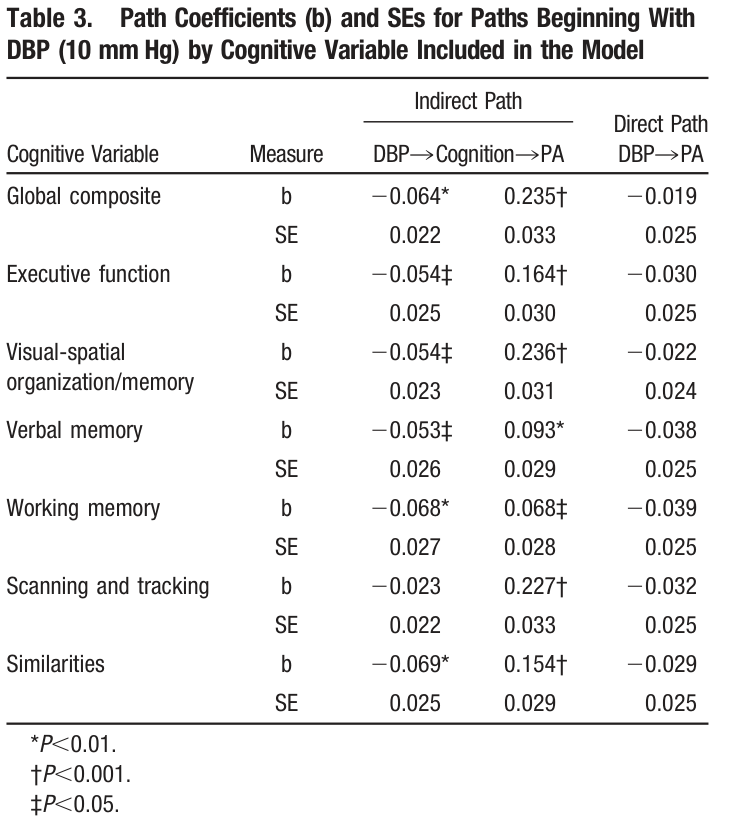 Table 3. Path Coefficients (b) and SEs for Paths Beginning With
DBP (10 mm Hg) by Cognitive Variable Included in the Model
Indirect Path
Direct Path
Cognitive Variable Measure DBP→Cognition→PA DBP→PA
Global composite b −0.064* 0.235† −0.019
SE 0.022 0.033 0.025
Executive function b −0.054‡ 0.164† −0.030
SE 0.025 0.030 0.025
Visual-spatial b −0.054‡ 0.236† −0.022
organization/memory SE 0.023 0.031 0.024
Verbal memory b −0.053‡ 0.093* −0.038
SE 0.026 0.029 0.025
Working memory b −0.068* 0.068‡ −0.039
SE 0.027 0.028 0.025
Scanning and tracking b −0.023 0.227† −0.032
SE 0.022 0.033 0.025
Similarities b −0.069* 0.154† −0.029
SE 0.025 0.029 0.025
*P<0.01.
†P<0.001.
‡P<0.05.